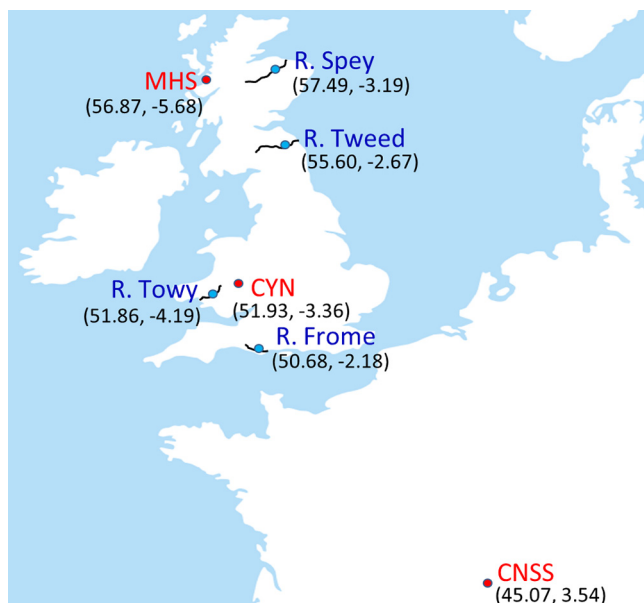 R. Spey
(57.49, -3.19)
MHS
(56.87, -5.68)
R. Tweed
(55.60, -2.67)
R. Towy
(51.86, -4.19)
CYN
(51.93, -3.36)
R. Frome
(50.68, -2.18)
CNSS
(45.07, 3.54)